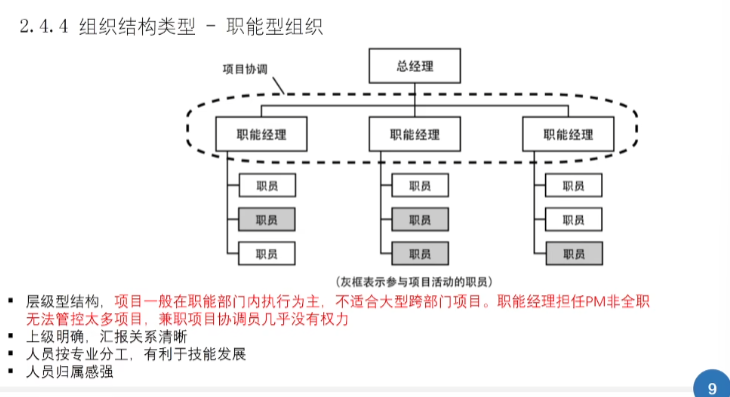 2.4.4 组织结构类型 - 职能型组织
项目协调
总经理
职能经理 职能经理 职能经理
职员 职员 职员
职员 职员 职员
职员 职员 职员
(灰框表示参与项目活动的职员)
▪ 层级型结构，项目一般在职能部门内执行为主，不适合大型跨部门项目。职能经理担任PM非全职
无法管控太多项目，兼职项目协调员几乎没有权力
▪ 上级明确，汇报关系清晰
▪ 人员按专业分工，有利于技能发展
▪ 人员归属感强
9